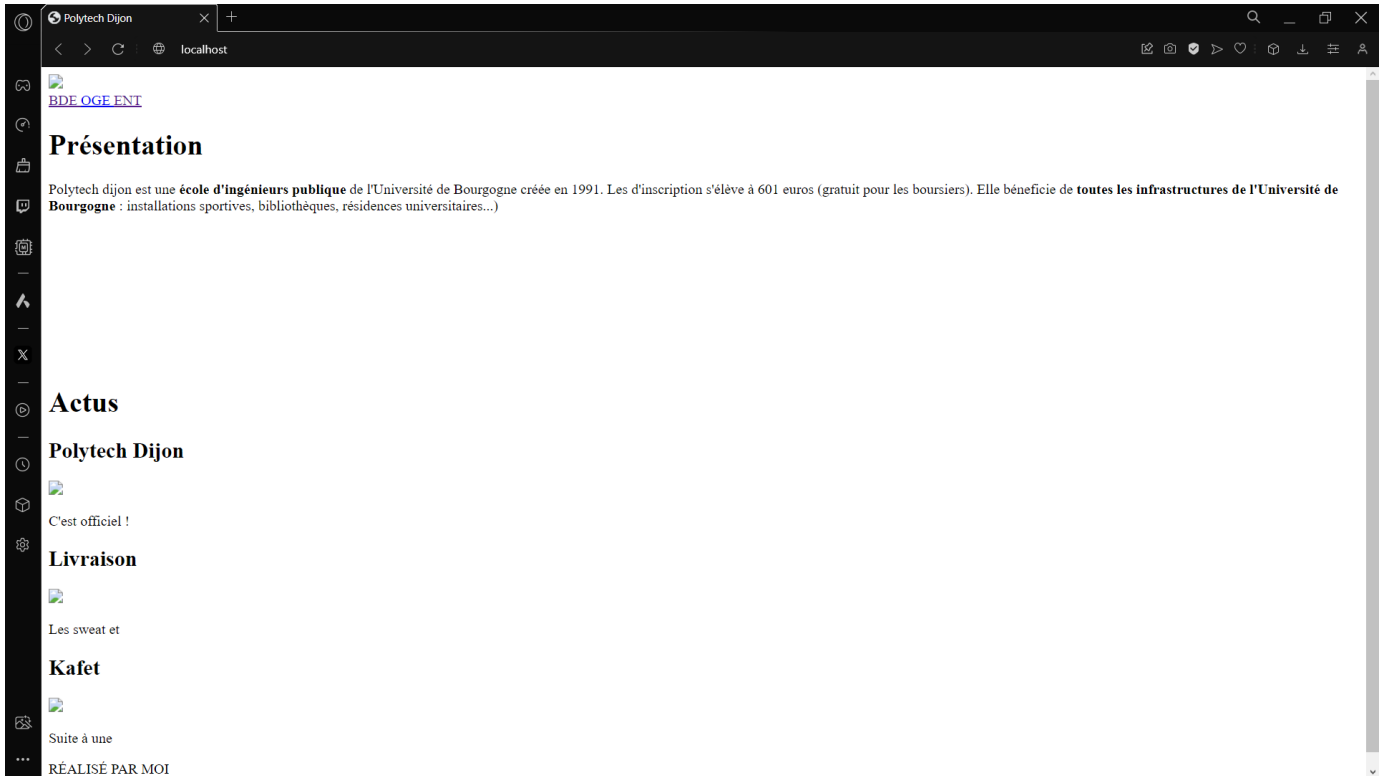 Polytech Dijon
localhost
BDE OGE ENT
Présentation
Polytech dijon est une école d'ingénieurs publique de l'Université de Bourgogne créée en 1991. Les d'inscription s'élève à 601 euros (gratuit pour les boursiers). Elle béneficie de toutes les infrastructures de l'Université de
Bourgogne : installations sportives, bibliothèques, résidences universitaires...)
Actus
Polytech Dijon
C'est officiel !
Livraison
Les sweat et
Kafet
Suite à une
RÉALISÉ PAR MOI